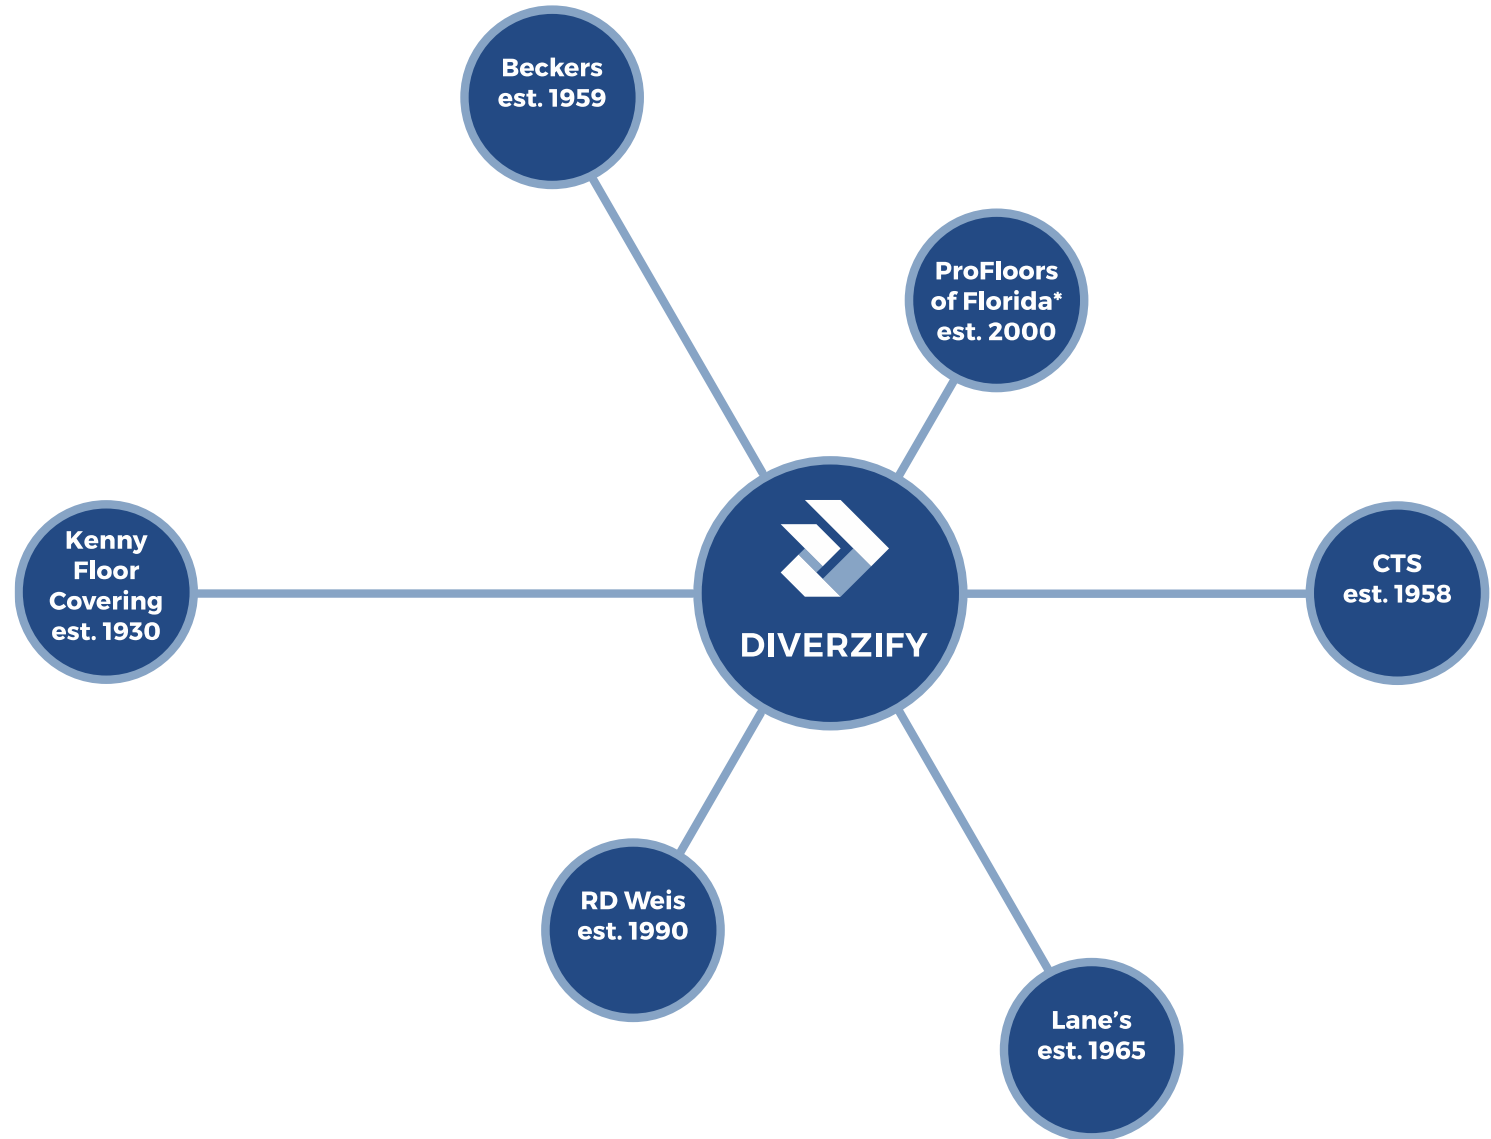 Beckers
est. 1959
ProFloors
of Florida*
est. 2000
Kenny
Floor
Covering
est. 1930
DIVERZIFY
CTS
est. 1958
RD Weis
est. 1990
Lane’s
est. 1965